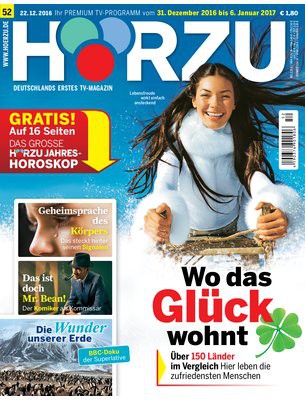 52
22.12.2016 Ihr PREMIUM TV-PROGRAMM vom 31. Dezember 2016 bis 6. Januar 2017
€ 1,80
WWW.HOERZU.DE
HÖRZU
DEUTSCHLANDS ERSTES TV-MAGAZIN
Lebensfreude
wirkt einfach
ansteckend
GRATIS!
Auf 16 Seiten
DAS GROSSE
HÖRZU JAHRES-
HOROSKOP
Geheimsprache
des
Körpers
Das steckt hinter
seinen Signalen
Das ist
doch
Mr. Bean!
Der Komiker als Kommissar
Die Wunder
unserer Erde
BBC-Doku
der Superlative
Wo das
Glück
wohnt
Über 150 Länder
im Vergleich Hier leben die
zufriedensten Menschen